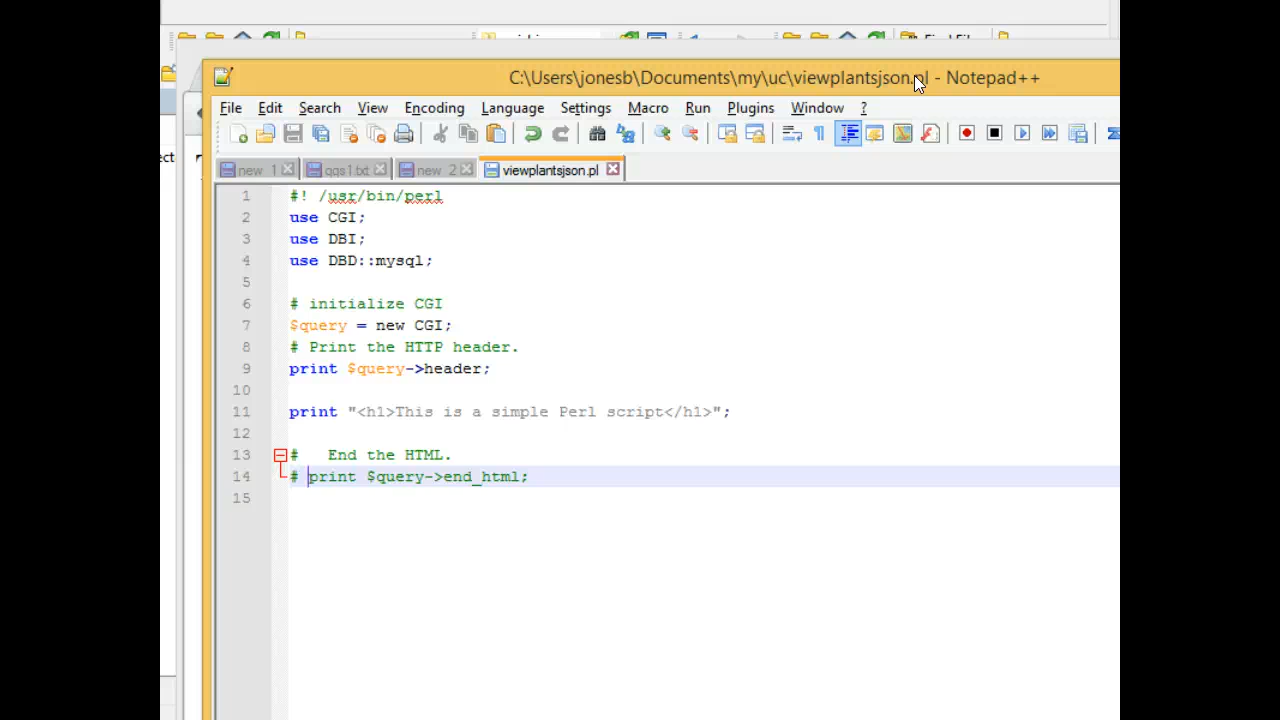 C:\Users\jonesb\Documents\my\uc\viewplantsjson.pl - Notepad++
File Edit Search View Encoding Language Settings Macro Run Plugins Window ?
new 1 qqs1.txt new 2 viewplantsjson.pl
ect
1 #! /usr/bin/perl
2 use CGI;
3 use DBI;
4 use DBD::mysql;
5
6 # initialize CGI
7 $query = new CGI;
8 # Print the HTTP header.
9 print $query->header;
10
11 print "<h1>This is a simple Perl script</h1>";
12
13 #   End the HTML.
14 # print $query->end_html;
15